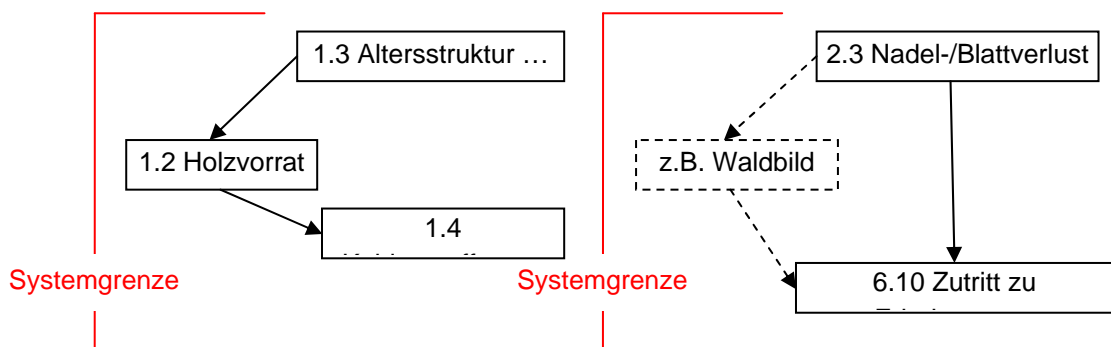 1.3 Altersstruktur …
1.2 Holzvorrat
1.4
Systemgrenze
2.3 Nadel-/Blattverlust
z.B. Waldbild
6.10 Zutritt zu
Systemgrenze